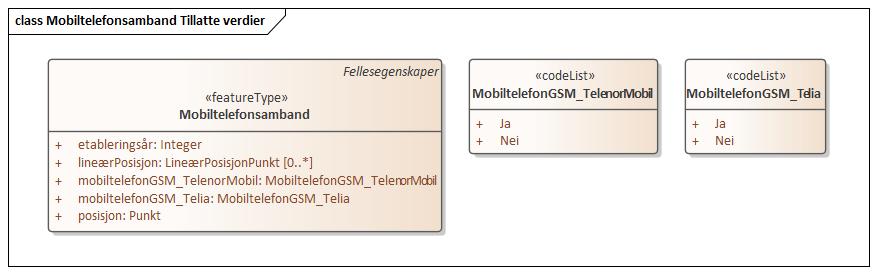 class Mobiltelefonsamband Tillatte verdier
Fellesegenskaper
«featureType»
Mobiltelefonsamband
+ etableringsår: Integer
+ lineærPosisjon: LineærPosisjonPunkt [0..*]
+ mobiltelefonGSM_TelenorMobil: MobiltelefonGSM_TelenorMobil
+ mobiltelefonGSM_Telia: MobiltelefonGSM_Telia
+ posisjon: Punkt
«codeList»
MobiltelefonGSM_TelenorMobil
+ Ja
+ Nei
«codeList»
MobiltelefonGSM_Telia
+ Ja
+ Nei